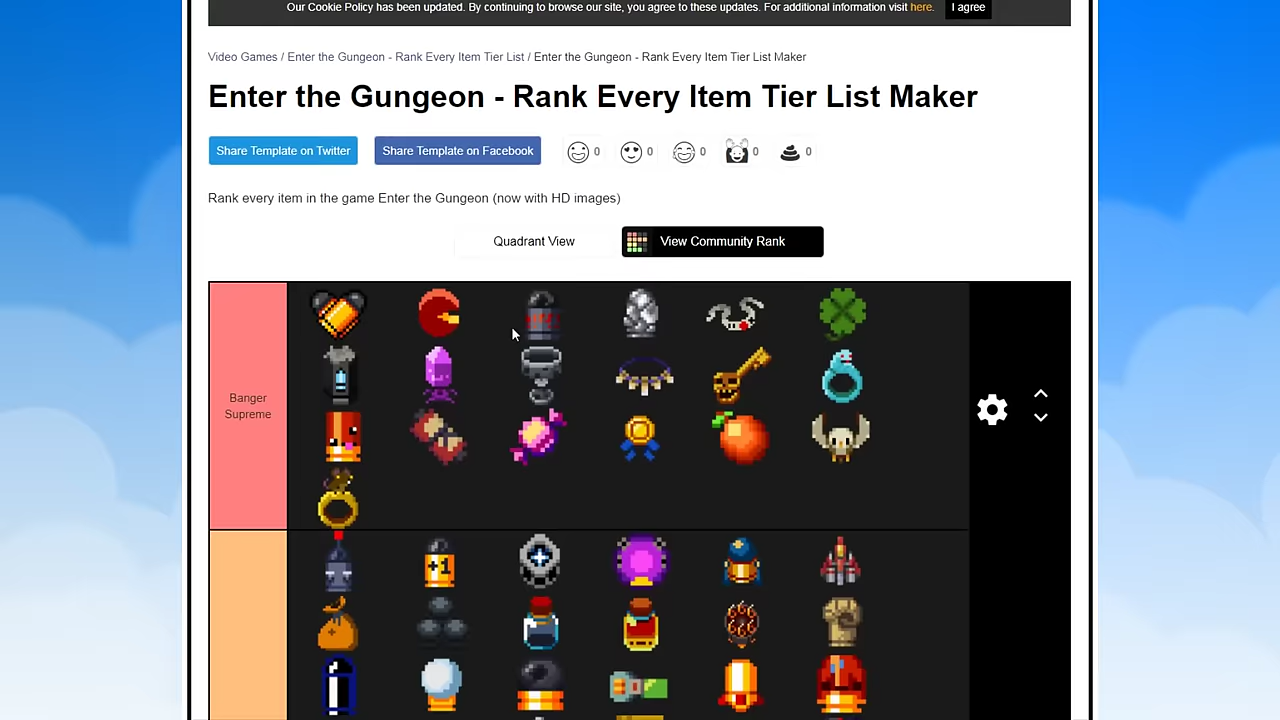 Our Cookie Policy has been updated. By continuing to browse our site, you agree to these updates. For additional information visit here. I agree
Video Games / Enter the Gungeon - Rank Every Item Tier List / Enter the Gungeon - Rank Every Item Tier List Maker
Enter the Gungeon - Rank Every Item Tier List Maker
Share Template on Twitter Share Template on Facebook 0 0 0 0 0
Rank every item in the game Enter the Gungeon (now with HD images)
Quadrant View View Community Rank
Banger
Supreme
+1